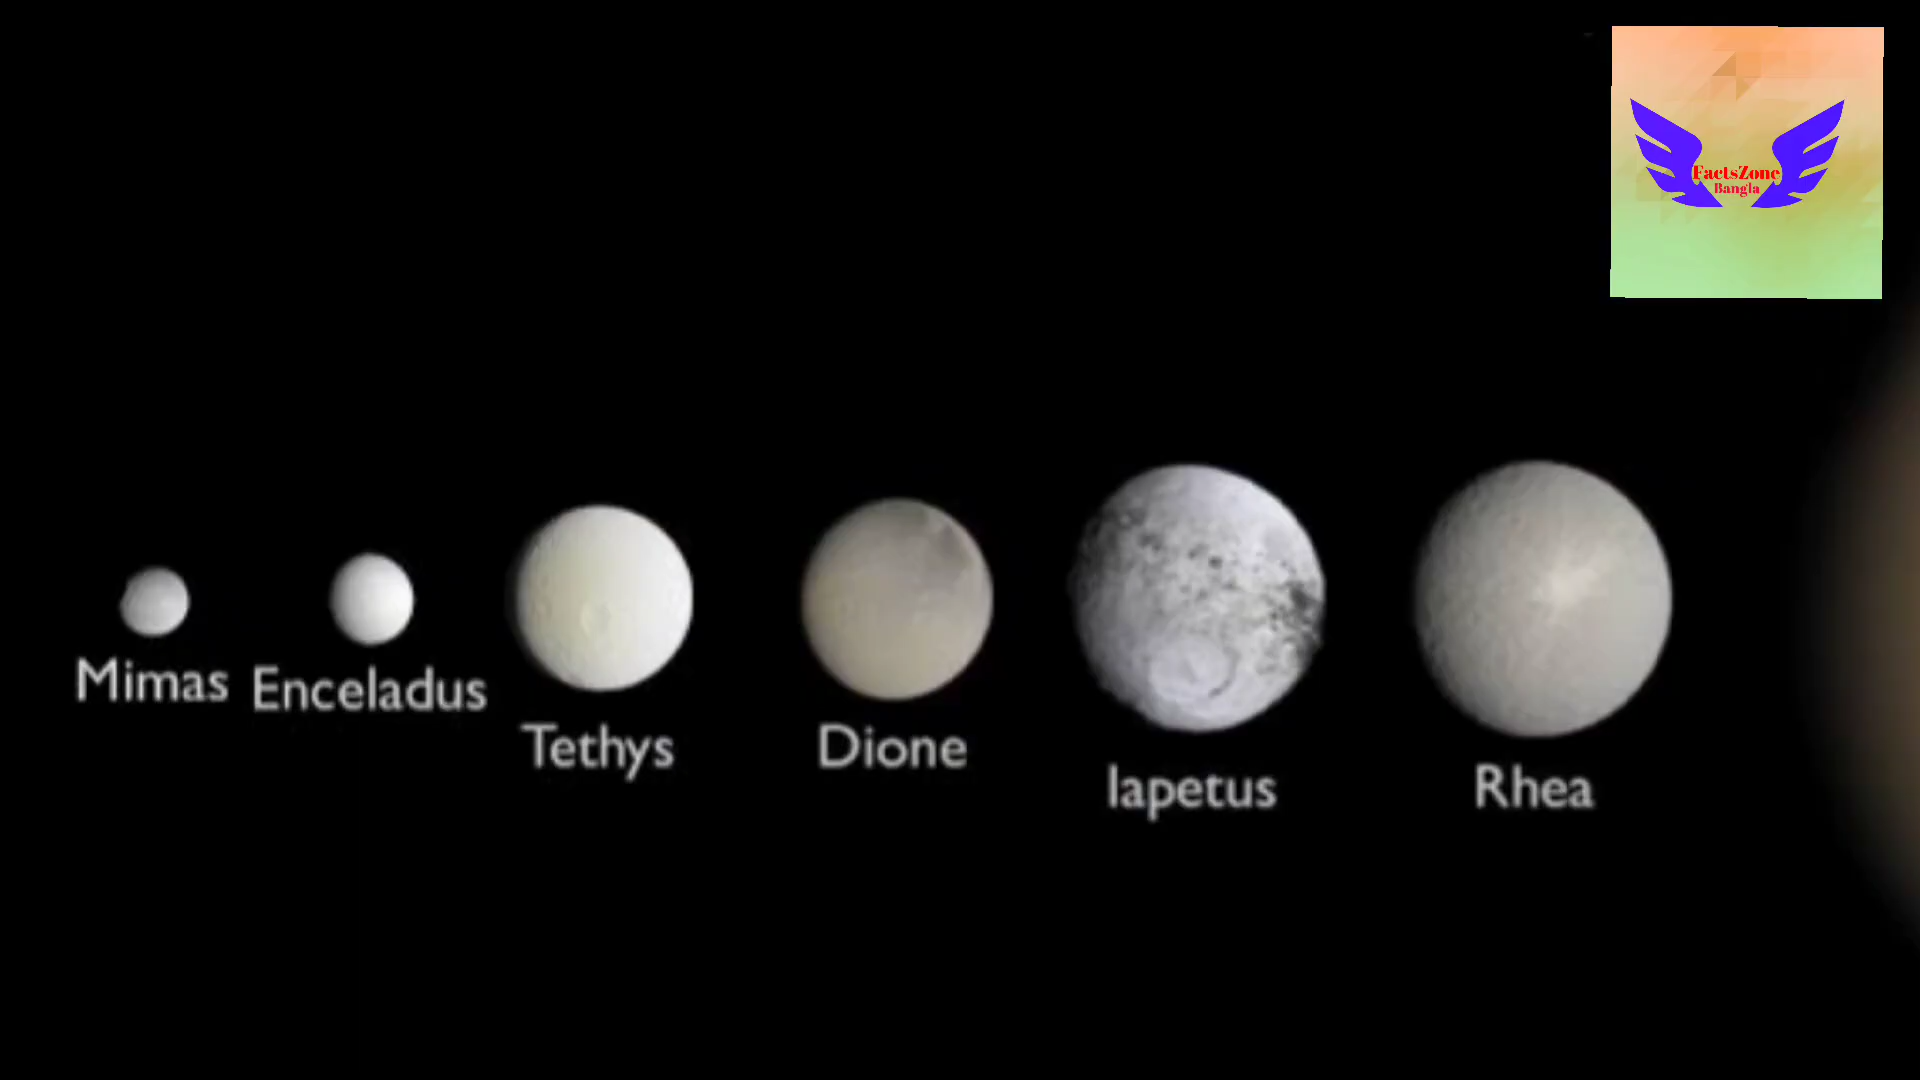 FactsZone
Bangla
Mimas
Enceladus
Tethys
Dione
Iapetus
Rhea